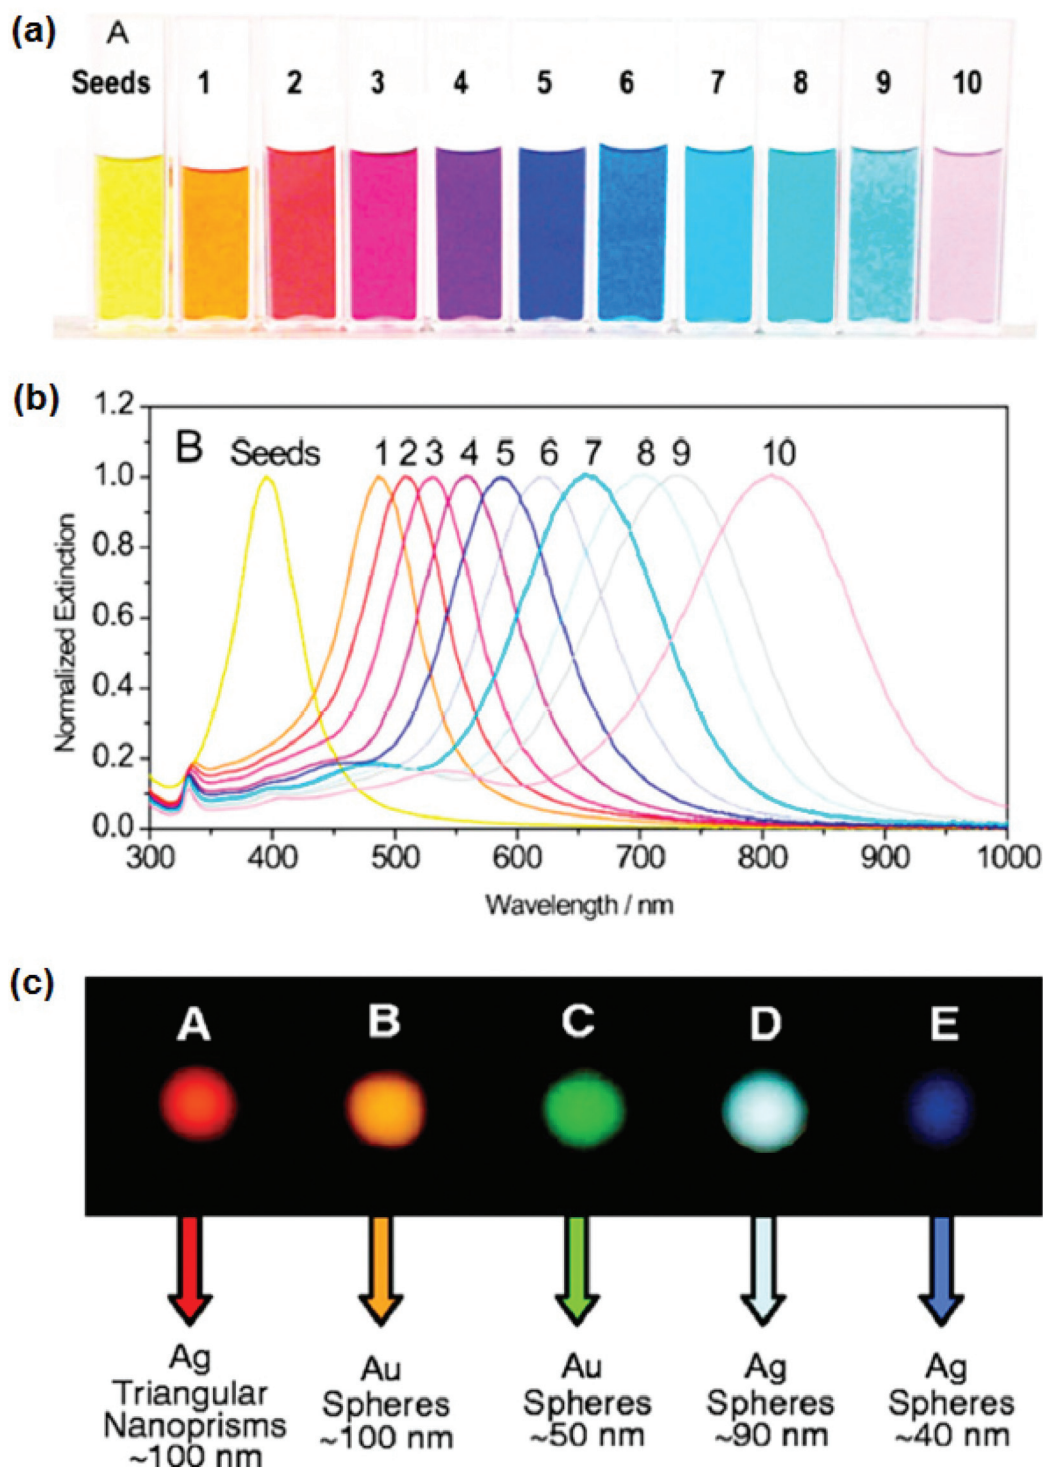 (a)
A
Seeds 1 2 3 4 5 6 7 8 9 10
(b)
B
Seeds 1 2 3 4 5 6 7 8 9 10
1.2
1.0
0.8
0.6
0.4
0.2
0.0
Normalized Extinction
300 400 500 600 700 800 900 1000
Wavelength / nm
(c)
A B C D E
Ag
Triangular
Nanoprisms
~100 nm
Au
Spheres
~100 nm
Au
Spheres
~50 nm
Ag
Spheres
~90 nm
Ag
Spheres
~40 nm